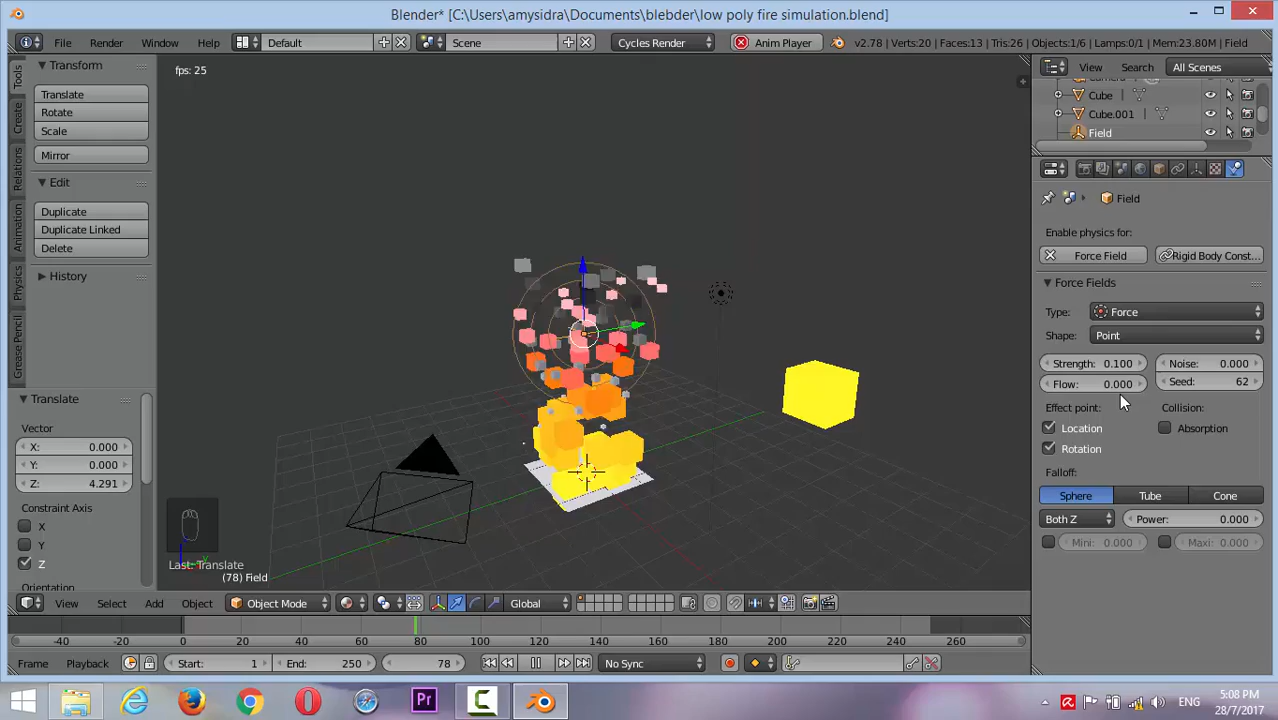 Blender* [C:\Users\amysidra\Documents\blebder\low poly fire simulation.blend]
File Render Window Help Default Scene Cycles Render Anim Player v2.78 | Verts:20 | Faces:13 | Tris:26 | Objects:1/6 | Lamps:0/1 | Mem:23.80M | Field
Tools
Create
Relations
Animation
Physics
Grease Pencil
Transform
Translate
Rotate
Scale
Mirror
Edit
Duplicate
Duplicate Linked
Delete
History
Translate
Vector
X: 0.000
Y: 0.000
Z: 4.291
Constraint Axis
X
Y
Z
Orientation
fps: 25
Last: Translate
(78) Field
View Search All Scenes
Cube
Cube.001
Field
Field
Enable physics for:
Force Field Rigid Body Const...
Force Fields
Type: Force
Shape: Point
Strength: 0.100 Noise: 0.000
Flow: 0.000 Seed: 62
Effect point: Collision:
Location Absorption
Rotation
Falloff:
Sphere Tube Cone
Both Z Power: 0.000
Mini: 0.000 Maxi: 0.000
View Select Add Object Object Mode Global
-40 -20 0 20 40 60 80 100 120 140 160 180 200 220 240 260
Frame Playback Start: 1 End: 250 78 No Sync
Pr ENG 5:08 PM
28/7/2017